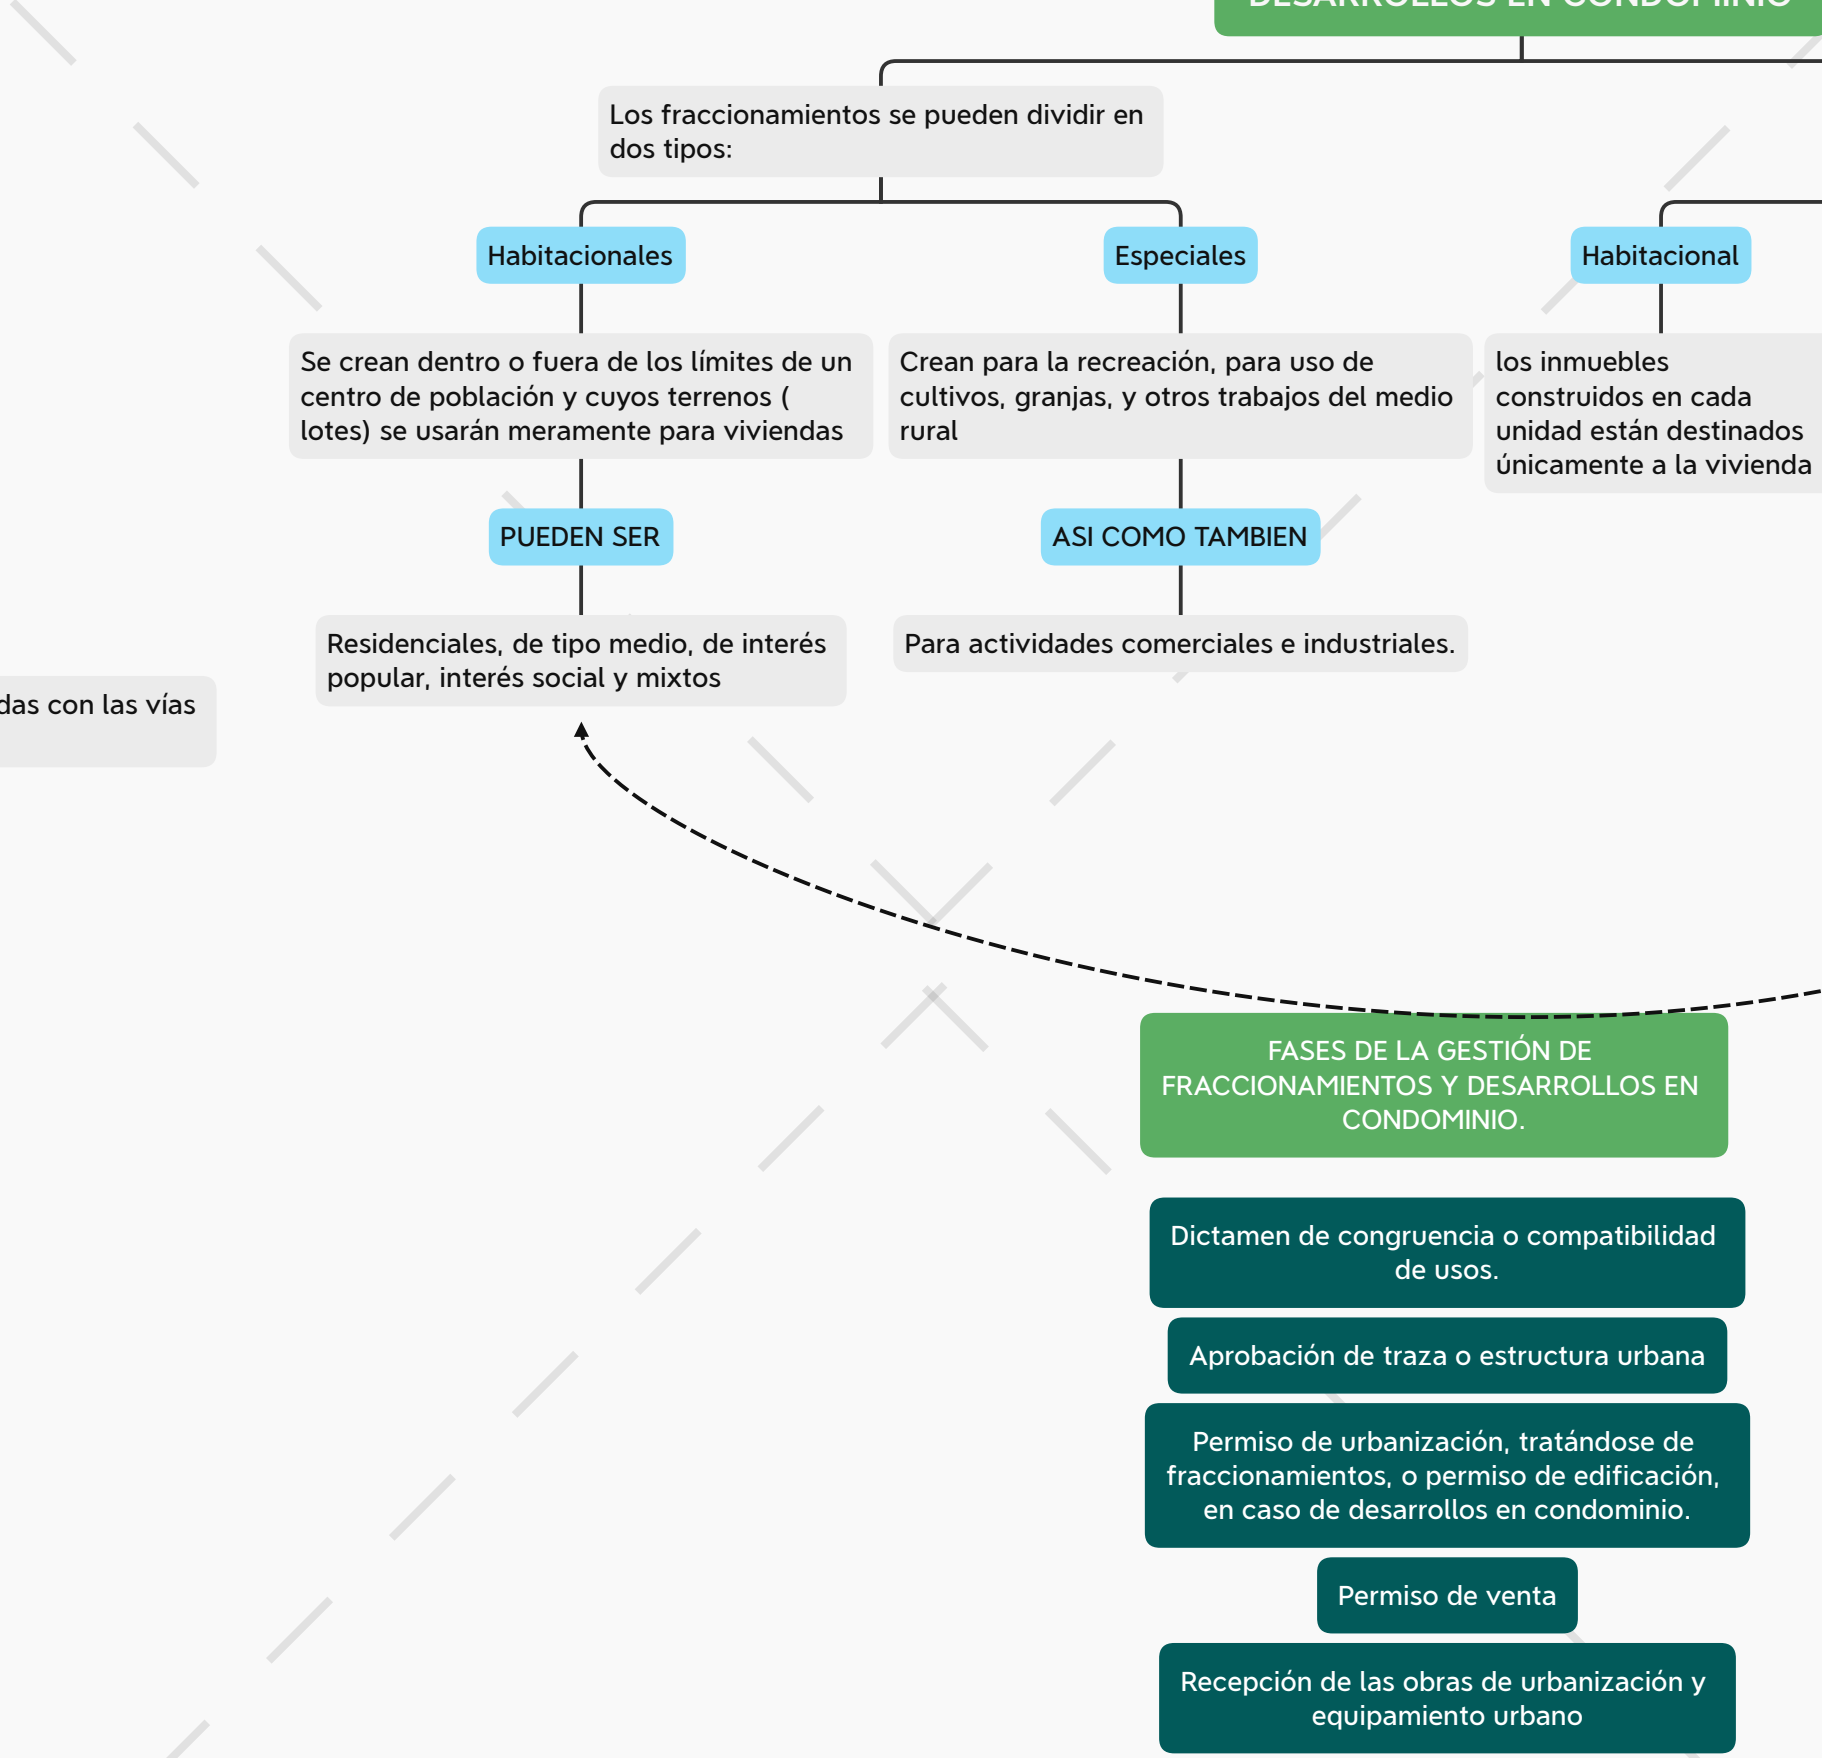 DESARROLLOS EN CONDOMINIO
Los fraccionamientos se pueden dividir en
dos tipos:
Habitacionales
Especiales
Habitacional
Se crean dentro o fuera de los límites de un
centro de población y cuyos terrenos (
lotes) se usarán meramente para viviendas
Crean para la recreación, para uso de
cultivos, granjas, y otros trabajos del medio
rural
los inmuebles
construidos en cada
unidad están destinados
únicamente a la vivienda
PUEDEN SER
ASI COMO TAMBIEN
Residenciales, de tipo medio, de interés
popular, interés social y mixtos
Para actividades comerciales e industriales.
con las vías
FASES DE LA GESTIÓN DE
FRACCIONAMIENTOS Y DESARROLLOS EN
CONDOMINIO.
Dictamen de congruencia o compatibilidad
de usos.
Aprobación de traza o estructura urbana
Permiso de urbanización, tratándose de
fraccionamientos, o permiso de edificación,
en caso de desarrollos en condominio.
Permiso de venta
Recepción de las obras de urbanización y
equipamiento urbano